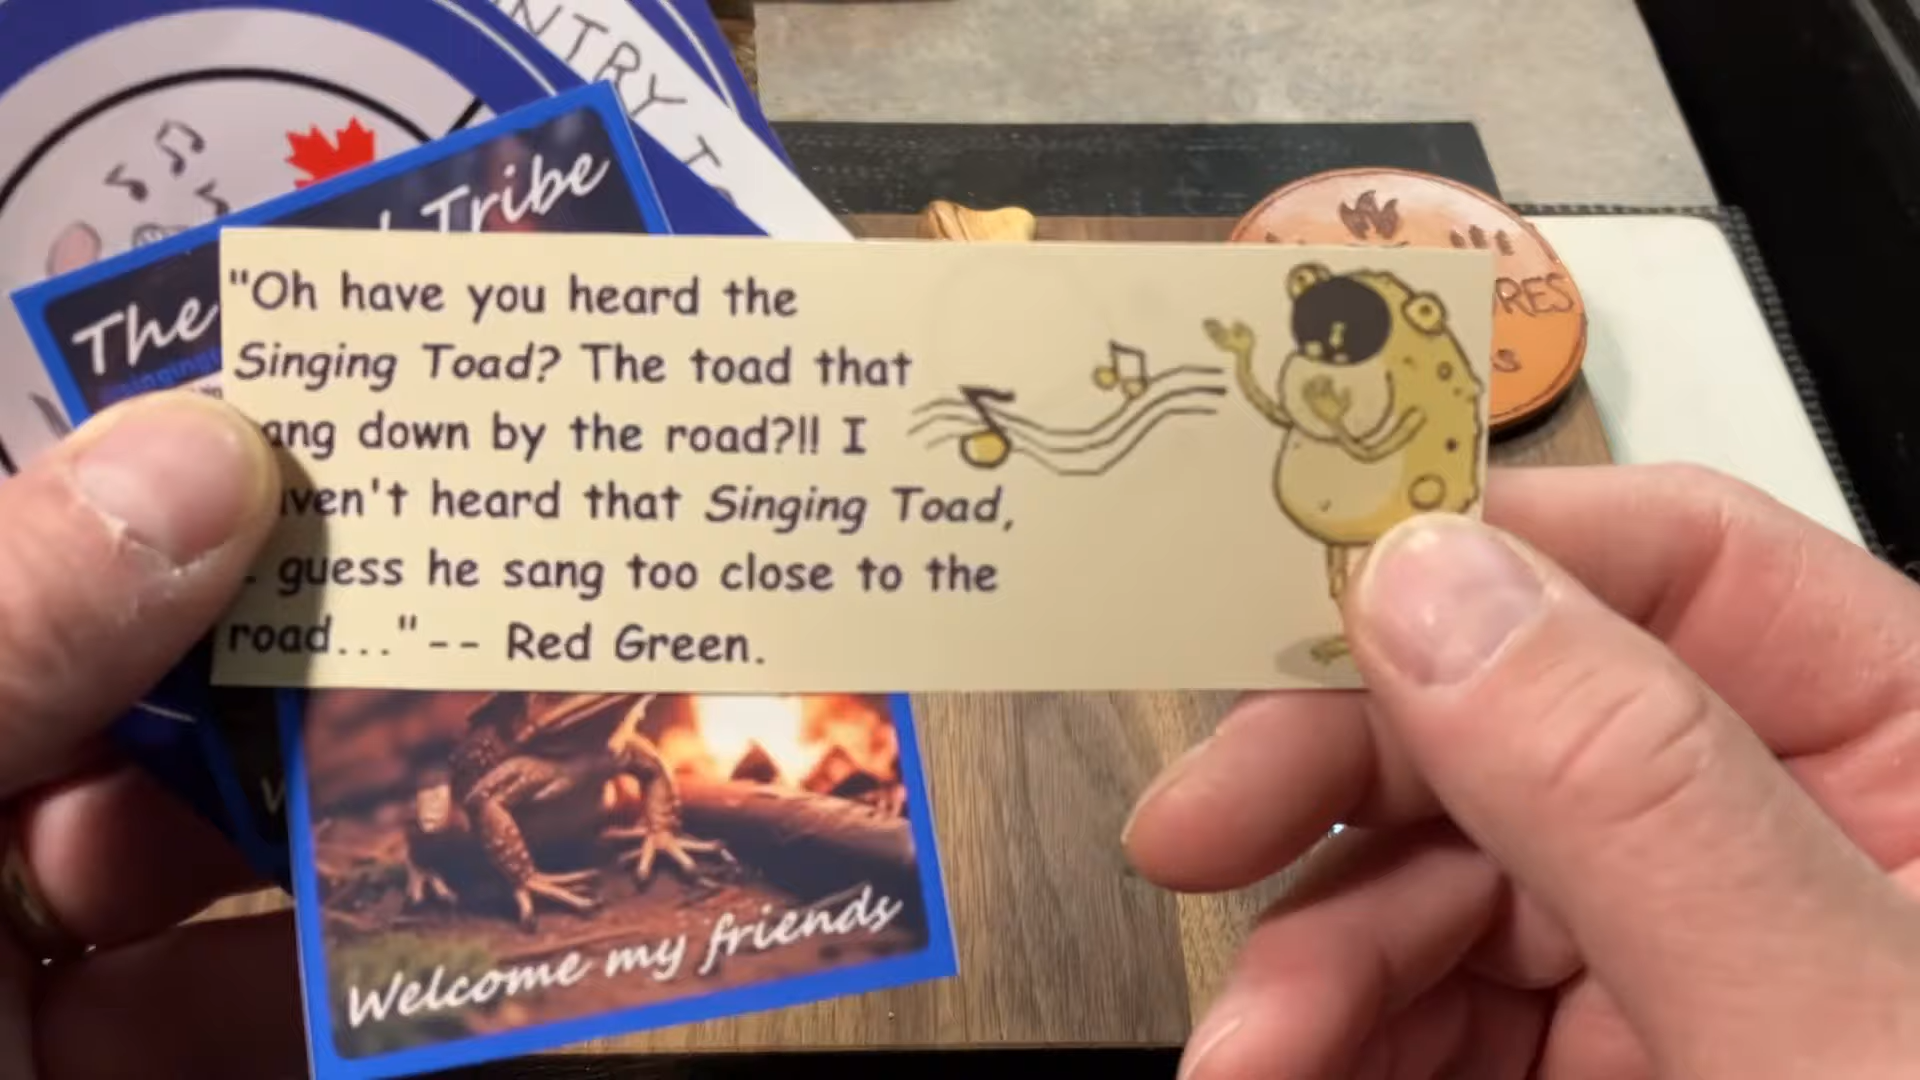 NTRY T
Tribe
The
"Oh have you heard the
Singing Toad? The toad that
ang down by the road?!! I
ven't heard that Singing Toad,
guess he sang too close to the
road..."-- Red Green.
RES
Welcome my friends